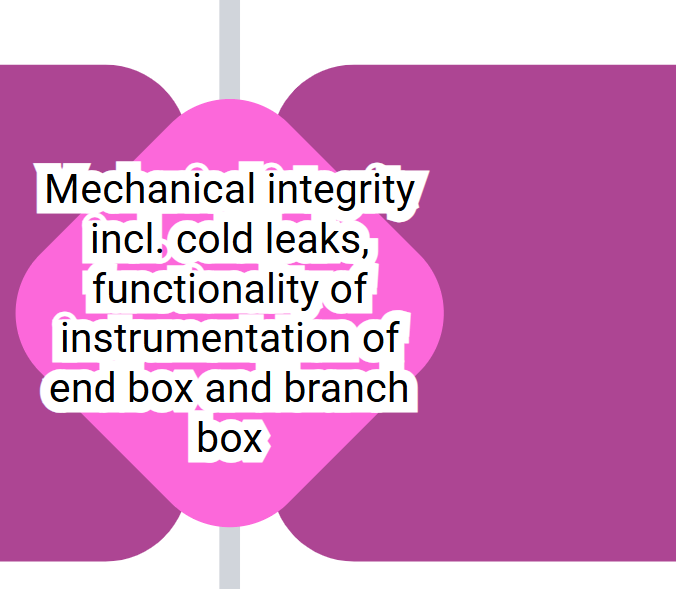 Mechanical integrity
incl. cold leaks,
functionality of
instrumentation of
end box and branch
box